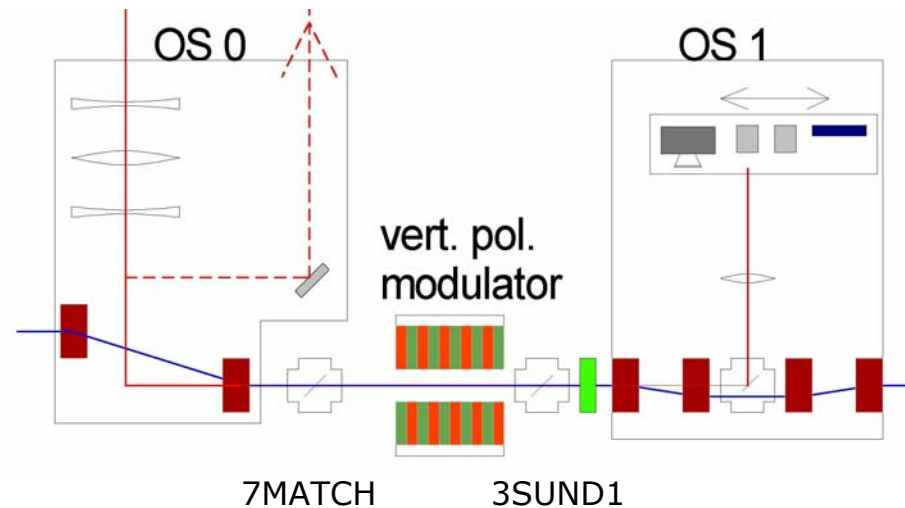 OS 0
OS 1
vert. pol.
modulator
7MATCH
3SUND1